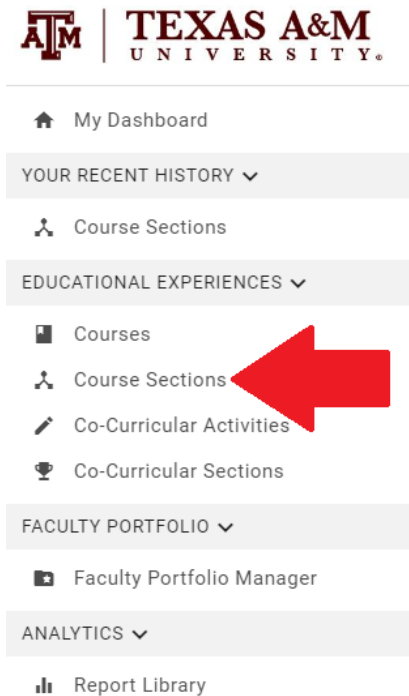 ATM TEXAS A&M
UNIVERSITY®
My Dashboard
YOUR RECENT HISTORY
Course Sections
EDUCATIONAL EXPERIENCES
Courses
Course Sections
Co-Curricular Activities
Co-Curricular Sections
FACULTY PORTFOLIO
Faculty Portfolio Manager
ANALYTICS
Report Library